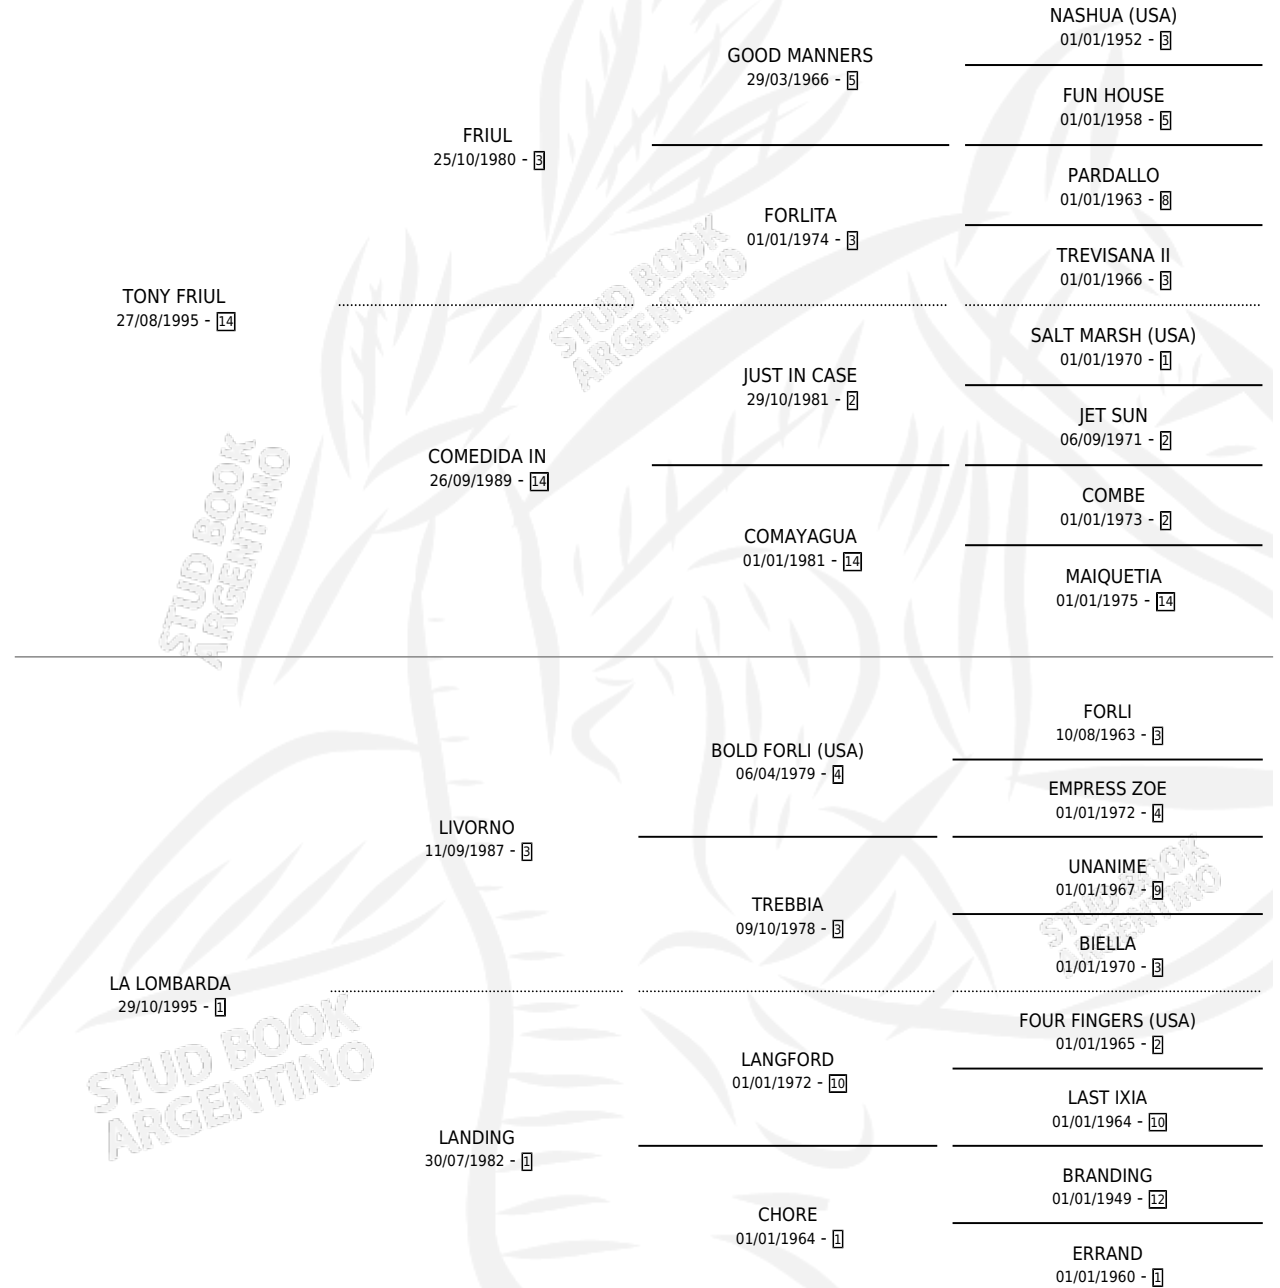 NASHUA (USA)
01/01/1952 - 3
GOOD MANNERS
29/03/1966 - 5
FUN HOUSE
01/01/1958 - 5
FRIUL
25/10/1980 - 3
PARDALLO
01/01/1963 - 8
FORLITA
01/01/1974 - 3
TREVISANA II
01/01/1966 - 3
TONY FRIUL
27/08/1995 - 14
SALT MARSH (USA)
01/01/1970 - 1
JUST IN CASE
29/10/1981 - 2
JET SUN
06/09/1971 - 2
COMEDIDA IN
26/09/1989 - 14
COMBE
01/01/1973 - 2
COMAYAGUA
01/01/1981 - 14
MAIQUETIA
01/01/1975 - 14
STUD BOOK
ARGENTINO
STUD BOOK
ARGENTINO
FORLI
10/08/1963 - 3
BOLD FORLI (USA)
06/04/1979 - 4
EMPRESS ZOE
01/01/1972 - 4
LIVORNO
11/09/1987 - 3
UNANIME
01/01/1967 - 9
TREBBIA
09/10/1978 - 3
BIELLA
01/01/1970 - 3
STUD BOOK
ARGENTINO
LA LOMBARDA
29/10/1995 - 1
FOUR FINGERS (USA)
01/01/1965 - 2
LANGFORD
01/01/1972 - 10
LAST IXIA
01/01/1964 - 10
LANDING
30/07/1982 - 1
BRANDING
01/01/1949 - 12
CHORE
01/01/1964 - 1
ERRAND
01/01/1960 - 1
STUD BOOK
ARGENTINO